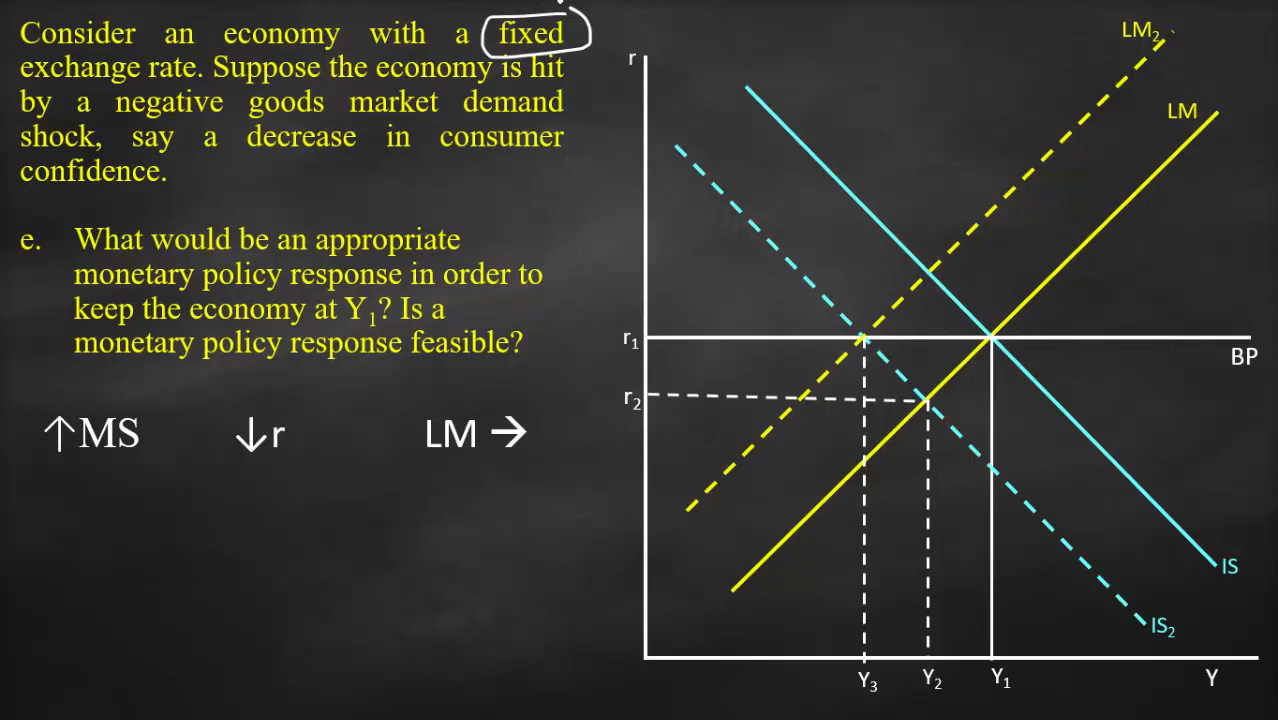 Consider an economy with a fixed
exchange rate. Suppose the economy is hit
by a negative goods market demand
shock, say a decrease in consumer
confidence.
e. What would be an appropriate
monetary policy response in order to
keep the economy at Y₁? Is a
monetary policy response feasible?
↑MS ↓r LM →
LM₂
r
LM
r₁
BP
r₂
IS
IS₂
Y₃ Y₂ Y₁ Y